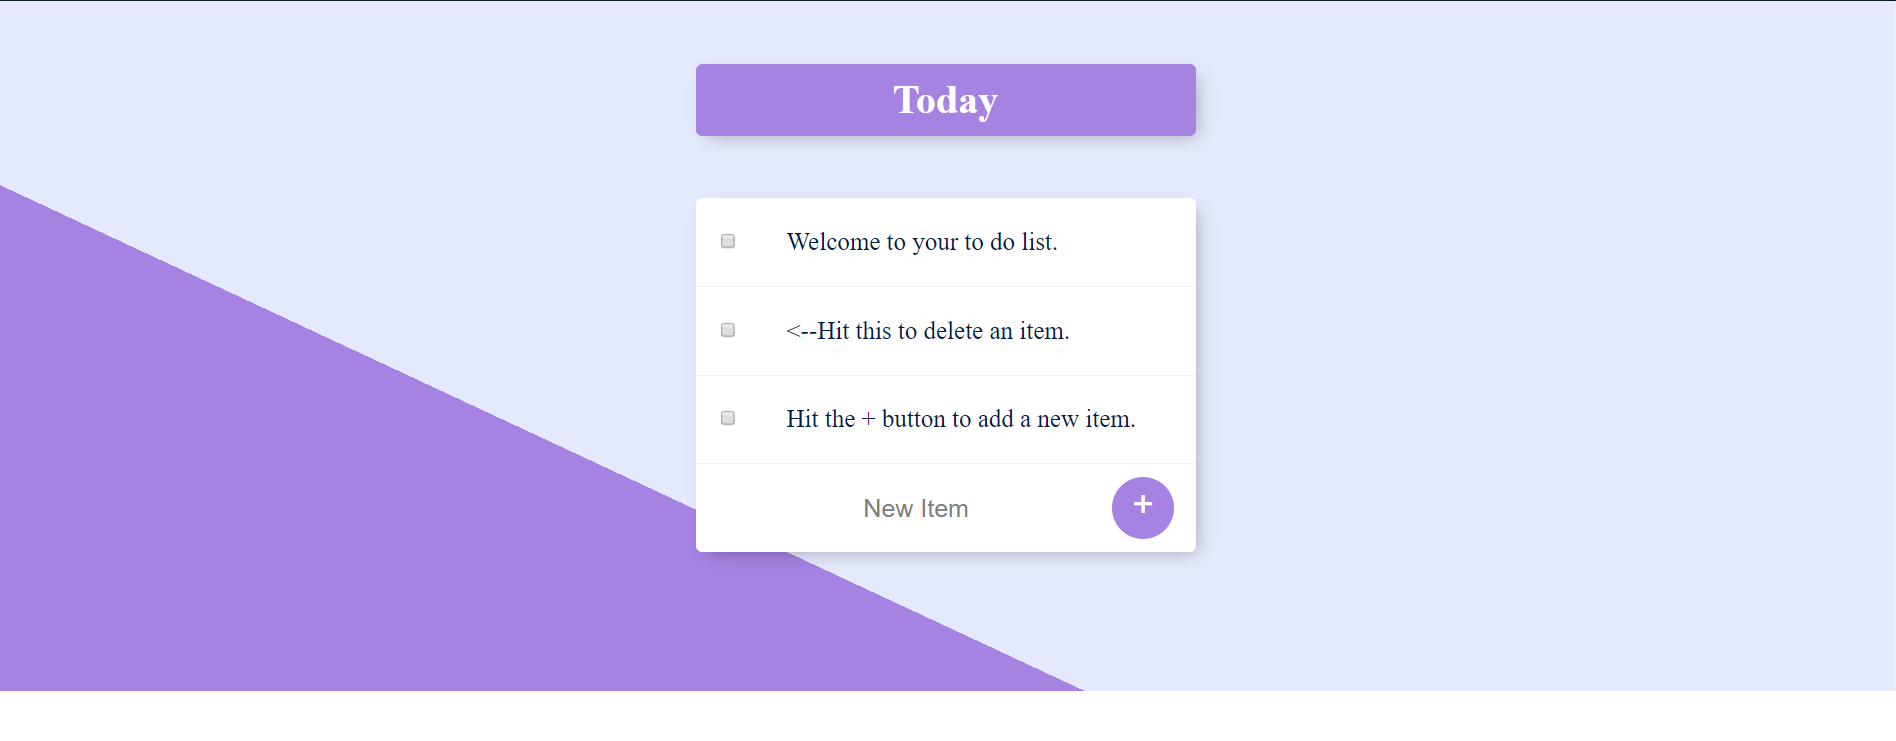 Today
Welcome to your to do list.
<--Hit this to delete an item.
Hit the + button to add a new item.
New Item +